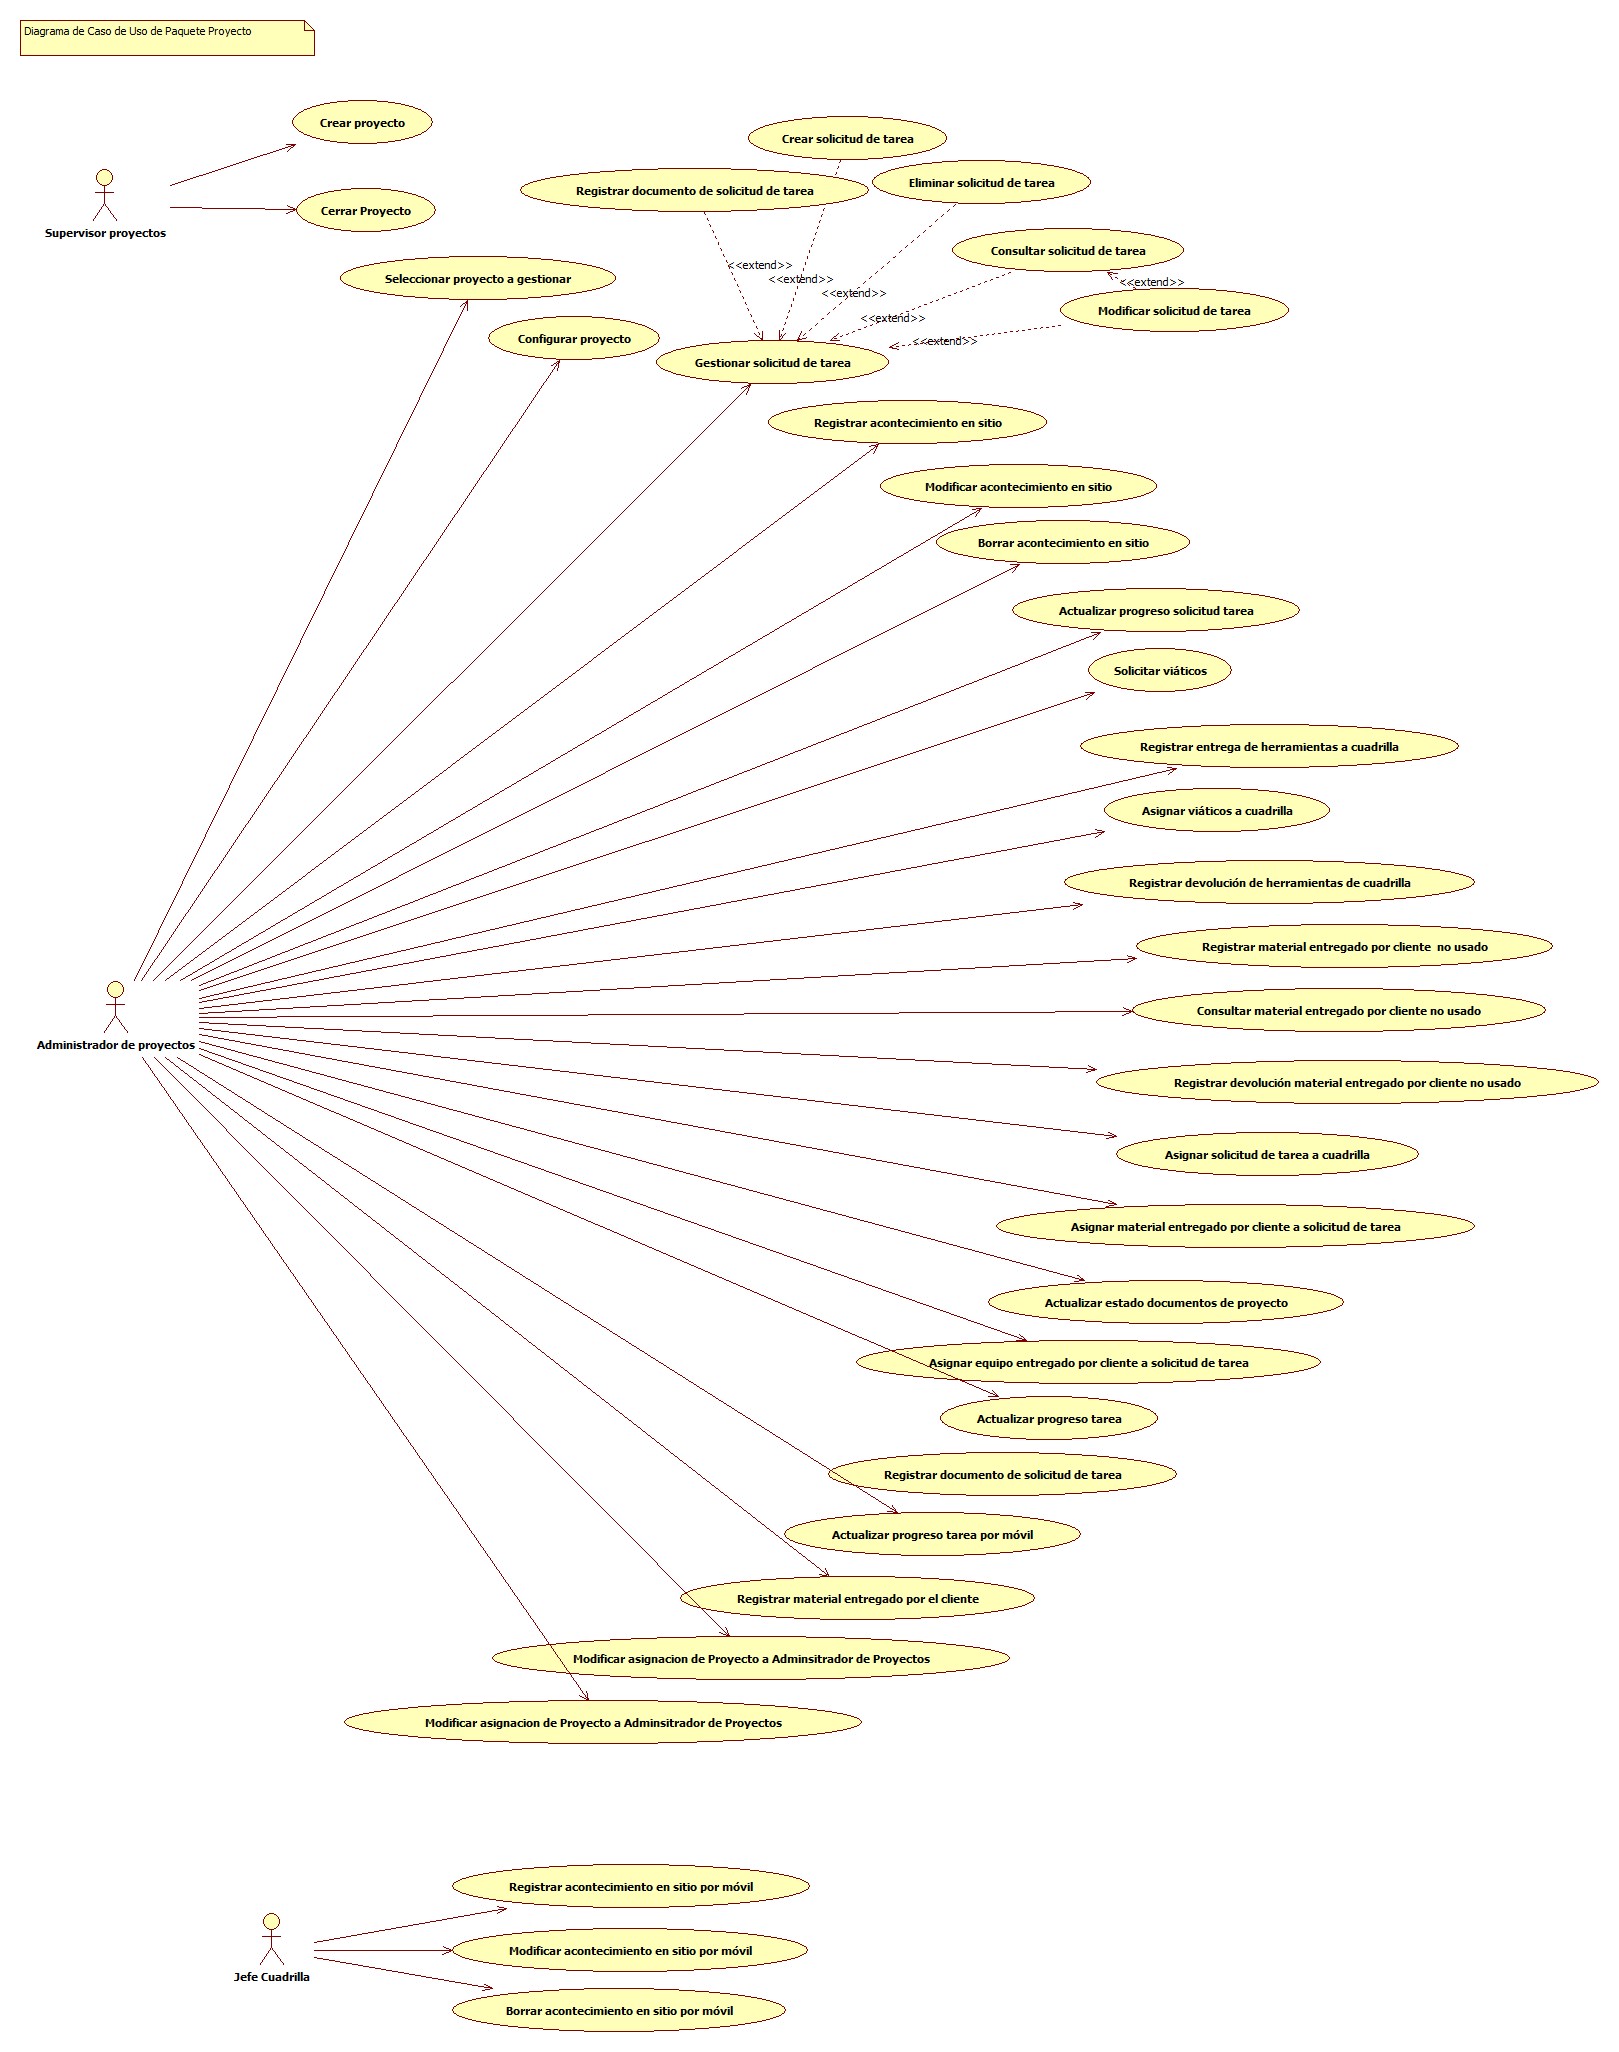 Diagrama de Caso de Uso de Paquete Proyecto
Crear proyecto
Crear solicitud de tarea
Registrar documento de solicitud de tarea
Eliminar solicitud de tarea
Cerrar Proyecto
Supervisor proyectos
Consultar solicitud de tarea
<<extend>>
Seleccionar proyecto a gestionar
<<extend>>
<<extend>>
<<extend>>
Modificar solicitud de tarea
<<extend>>
Configurar proyecto
<<extend>>
Gestionar solicitud de tarea
Registrar acontecimiento en sitio
Modificar acontecimiento en sitio
Borrar acontecimiento en sitio
Actualizar progreso solicitud tarea
Solicitar viáticos
Registrar entrega de herramientas a cuadrilla
Asignar viáticos a cuadrilla
Registrar devolución de herramientas de cuadrilla
Registrar material entregado por cliente  no usado
Consultar material entregado por cliente no usado
Administrador de proyectos
Registrar devolución material entregado por cliente no usado
Asignar solicitud de tarea a cuadrilla
Asignar material entregado por cliente a solicitud de tarea
Actualizar estado documentos de proyecto
Asignar equipo entregado por cliente a solicitud de tarea
Actualizar progreso tarea
Registrar documento de solicitud de tarea
Actualizar progreso tarea por móvil
Registrar material entregado por el cliente
Modificar asignacion de Proyecto a Adminsitrador de Proyectos
Modificar asignacion de Proyecto a Adminsitrador de Proyectos
Registrar acontecimiento en sitio por móvil
Modificar acontecimiento en sitio por móvil
Jefe Cuadrilla
Borrar acontecimiento en sitio por móvil